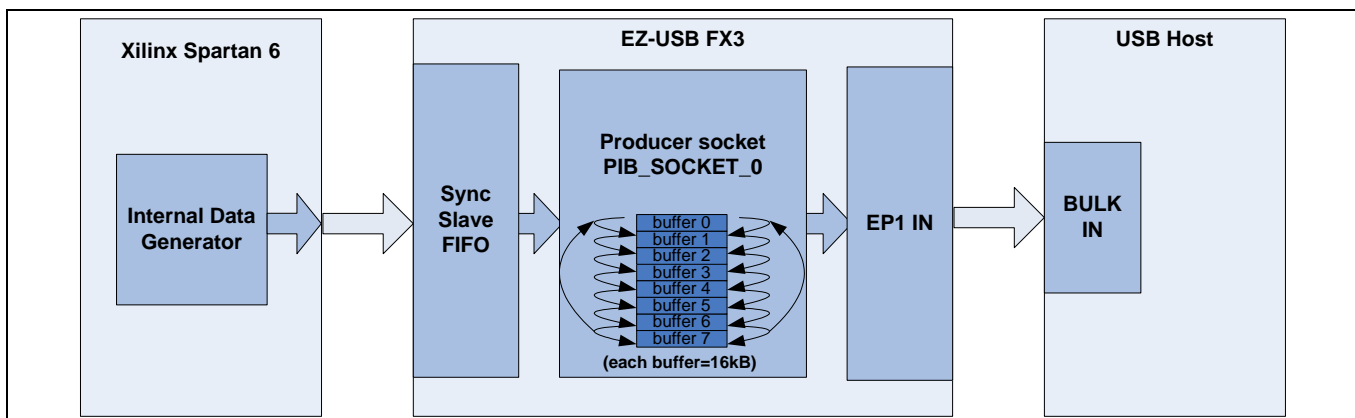 Xilinx Spartan 6
Internal Data
Generator
EZ-USB FX3
Sync
Slave
FIFO
Producer socket
PIB_SOCKET_0
buffer 0
buffer 1
buffer 2
buffer 3
buffer 4
buffer 5
buffer 6
buffer 7
(each buffer=16kB)
EP1 IN
USB Host
BULK
IN